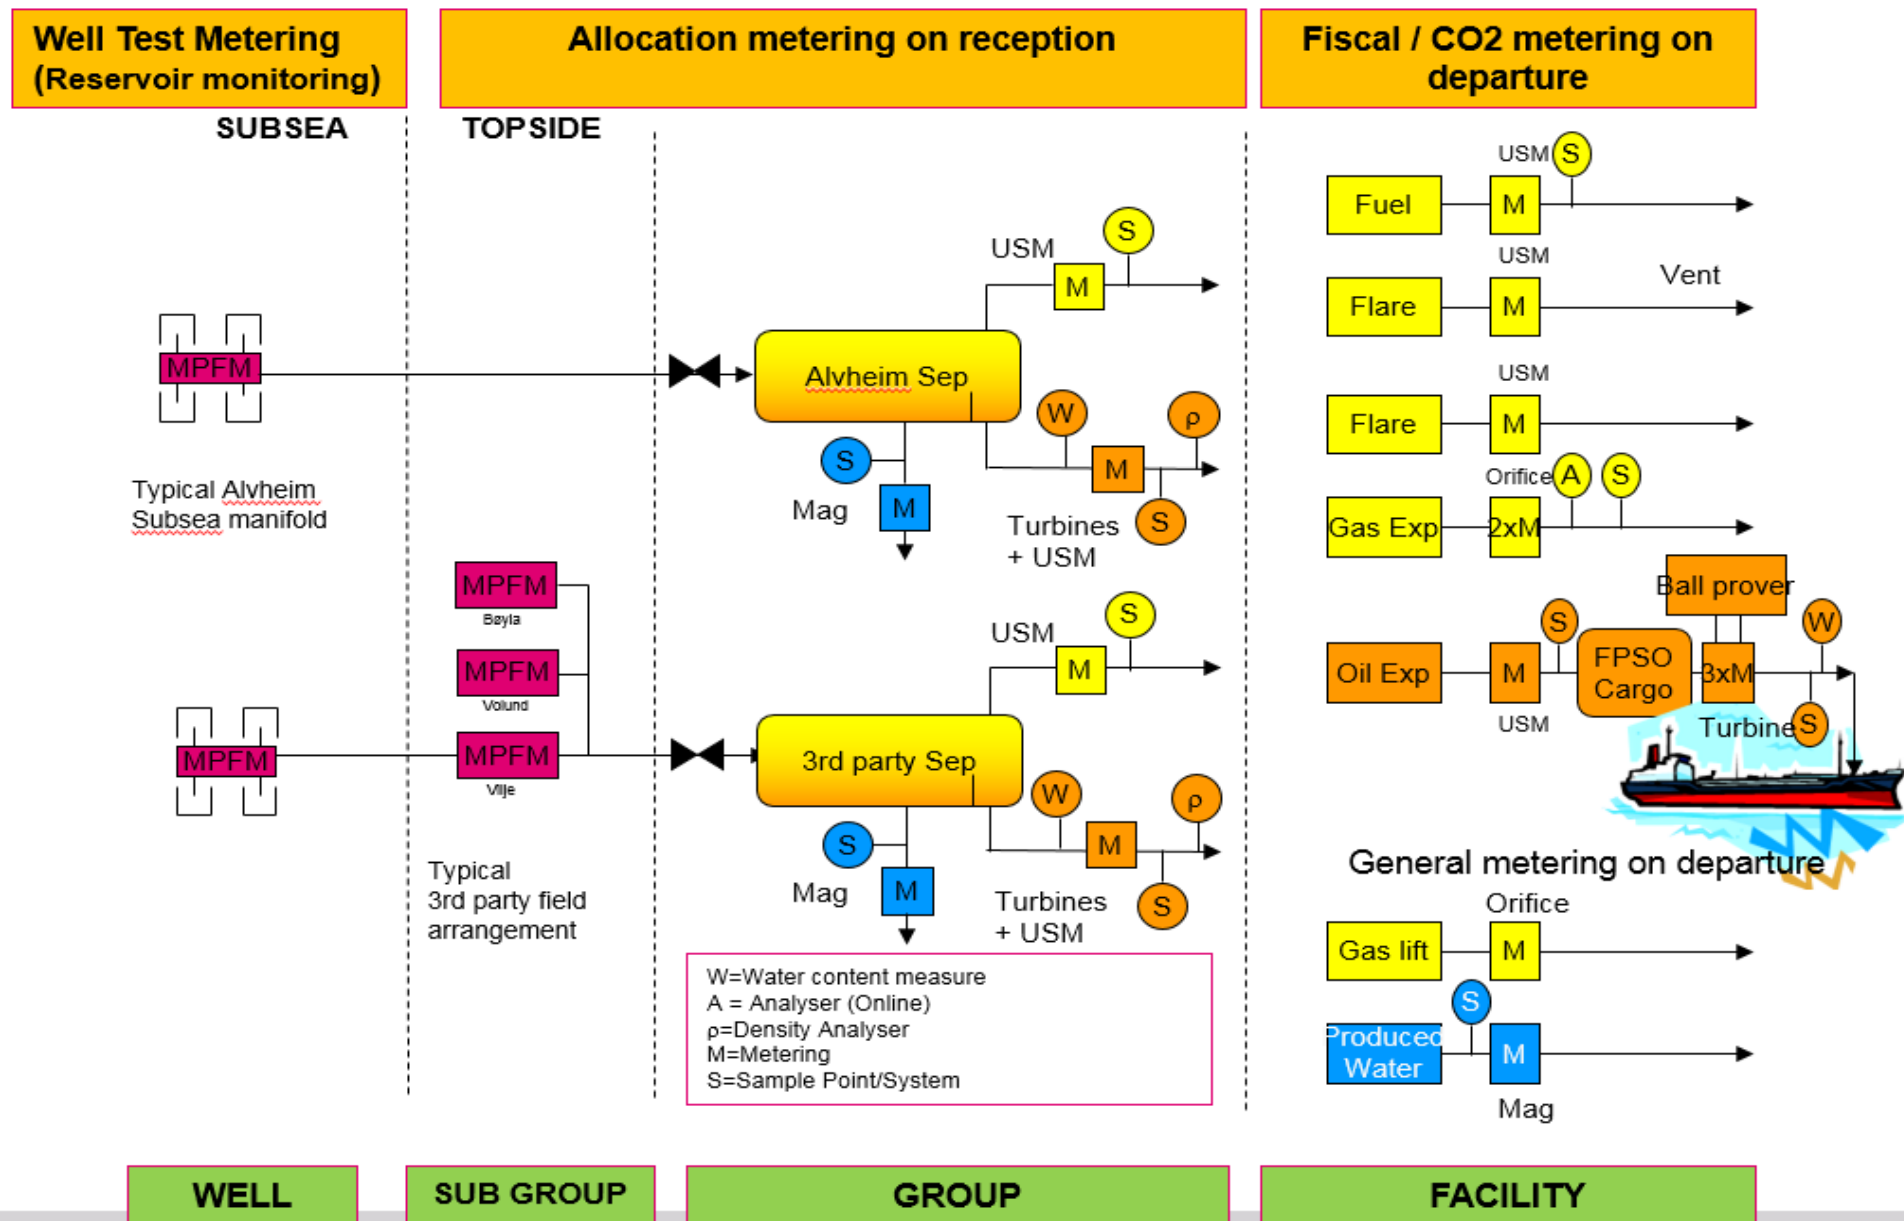 Well Test Metering
(Reservoir monitoring)
Allocation metering on reception
Fiscal / CO2 metering on
departure
SUBSEA
TOPSIDE
MPFM
Typical Alvheim
Subsea manifold
MPFM
MPFM
Bøyla
MPFM
Volund
MPFM
Vilje
Typical
3rd party field
arrangement
USM
S
M
Alvheim Sep
W
ρ
S
M
Mag
M
S
Turbines
+ USM
USM
S
M
3rd party Sep
W
ρ
S
M
Mag
M
S
Turbines
+ USM
W=Water content measure
A = Analyser (Online)
ρ=Density Analyser
M=Metering
S=Sample Point/System
USM
S
Fuel
M
USM
Vent
Flare
M
USM
Flare
M
Orifice
A
S
Gas Exp
2xM
Ball prover
S
W
Oil Exp
M
FPSO
Cargo
3xM
USM
Turbine
S
General metering on departure
Orifice
Gas lift
M
S
Produced
Water
M
Mag
WELL
SUB GROUP
GROUP
FACILITY